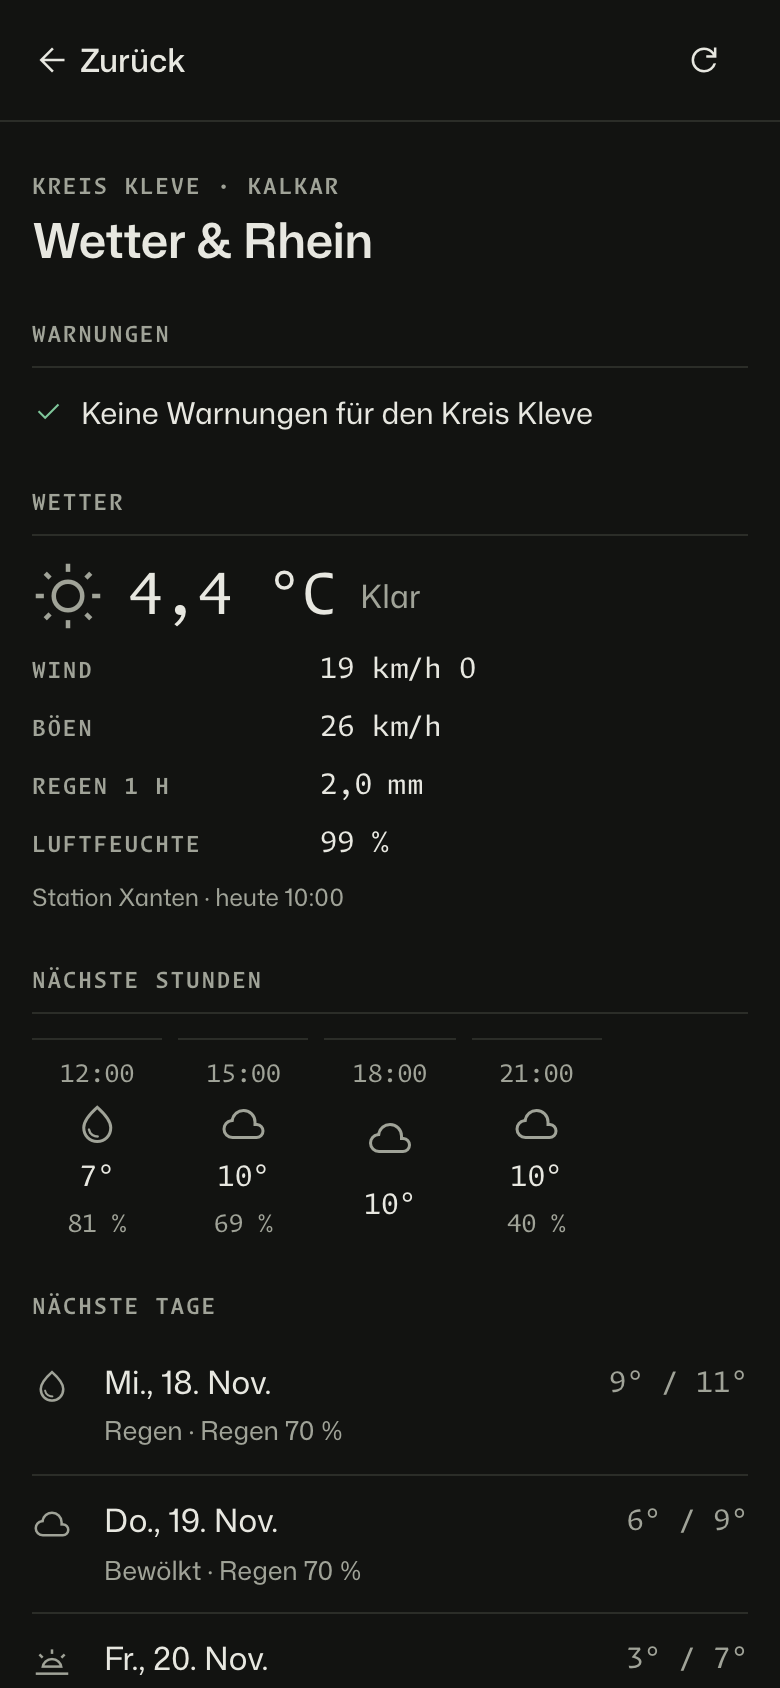 Zurück
KREIS KLEVE · KALKAR
Wetter & Rhein
WARNUNGEN
Keine Warnungen für den Kreis Kleve
WETTER
4,4 °C Klar
WIND 19 km/h O
BÖEN 26 km/h
REGEN 1 H 2,0 mm
LUFTFEUCHTE 99 %
Station Xanten · heute 10:00
NÄCHSTE STUNDEN
12:00 15:00 18:00 21:00
7° 10° 10° 10°
81 % 69 % 40 %
NÄCHSTE TAGE
Mi., 18. Nov. 9° / 11°
Regen · Regen 70 %
Do., 19. Nov. 6° / 9°
Bewölkt · Regen 70 %
Fr., 20. Nov. 3° / 7°